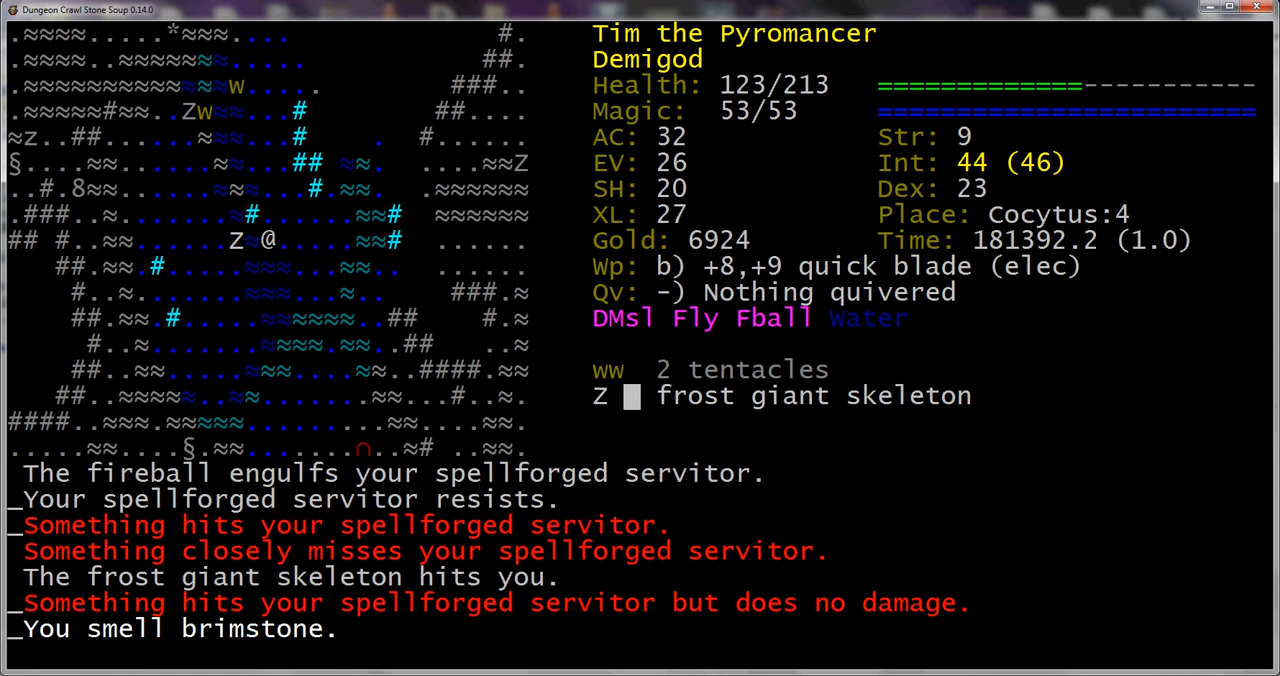 Dungeon Crawl Stone Soup 0.14.0
Tim the Pyromancer
Demigod
Health: 123/213 =============-----------
Magic: 53/53 ========================
AC: 32 Str: 9
EV: 26 Int: 44 (46)
SH: 20 Dex: 23
XL: 27 Place: Cocytus:4
Gold: 6924 Time: 181392.2 (1.0)
Wp: b) +8,+9 quick blade (elec)
Qv: -) Nothing quivered
DMsl Fly Fball Water
ww 2 tentacles
Z frost giant skeleton
The fireball engulfs your spellforged servitor.
_Your spellforged servitor resists.
_Something hits your spellforged servitor.
Something closely misses your spellforged servitor.
The frost giant skeleton hits you.
_Something hits your spellforged servitor but does no damage.
_You smell brimstone.